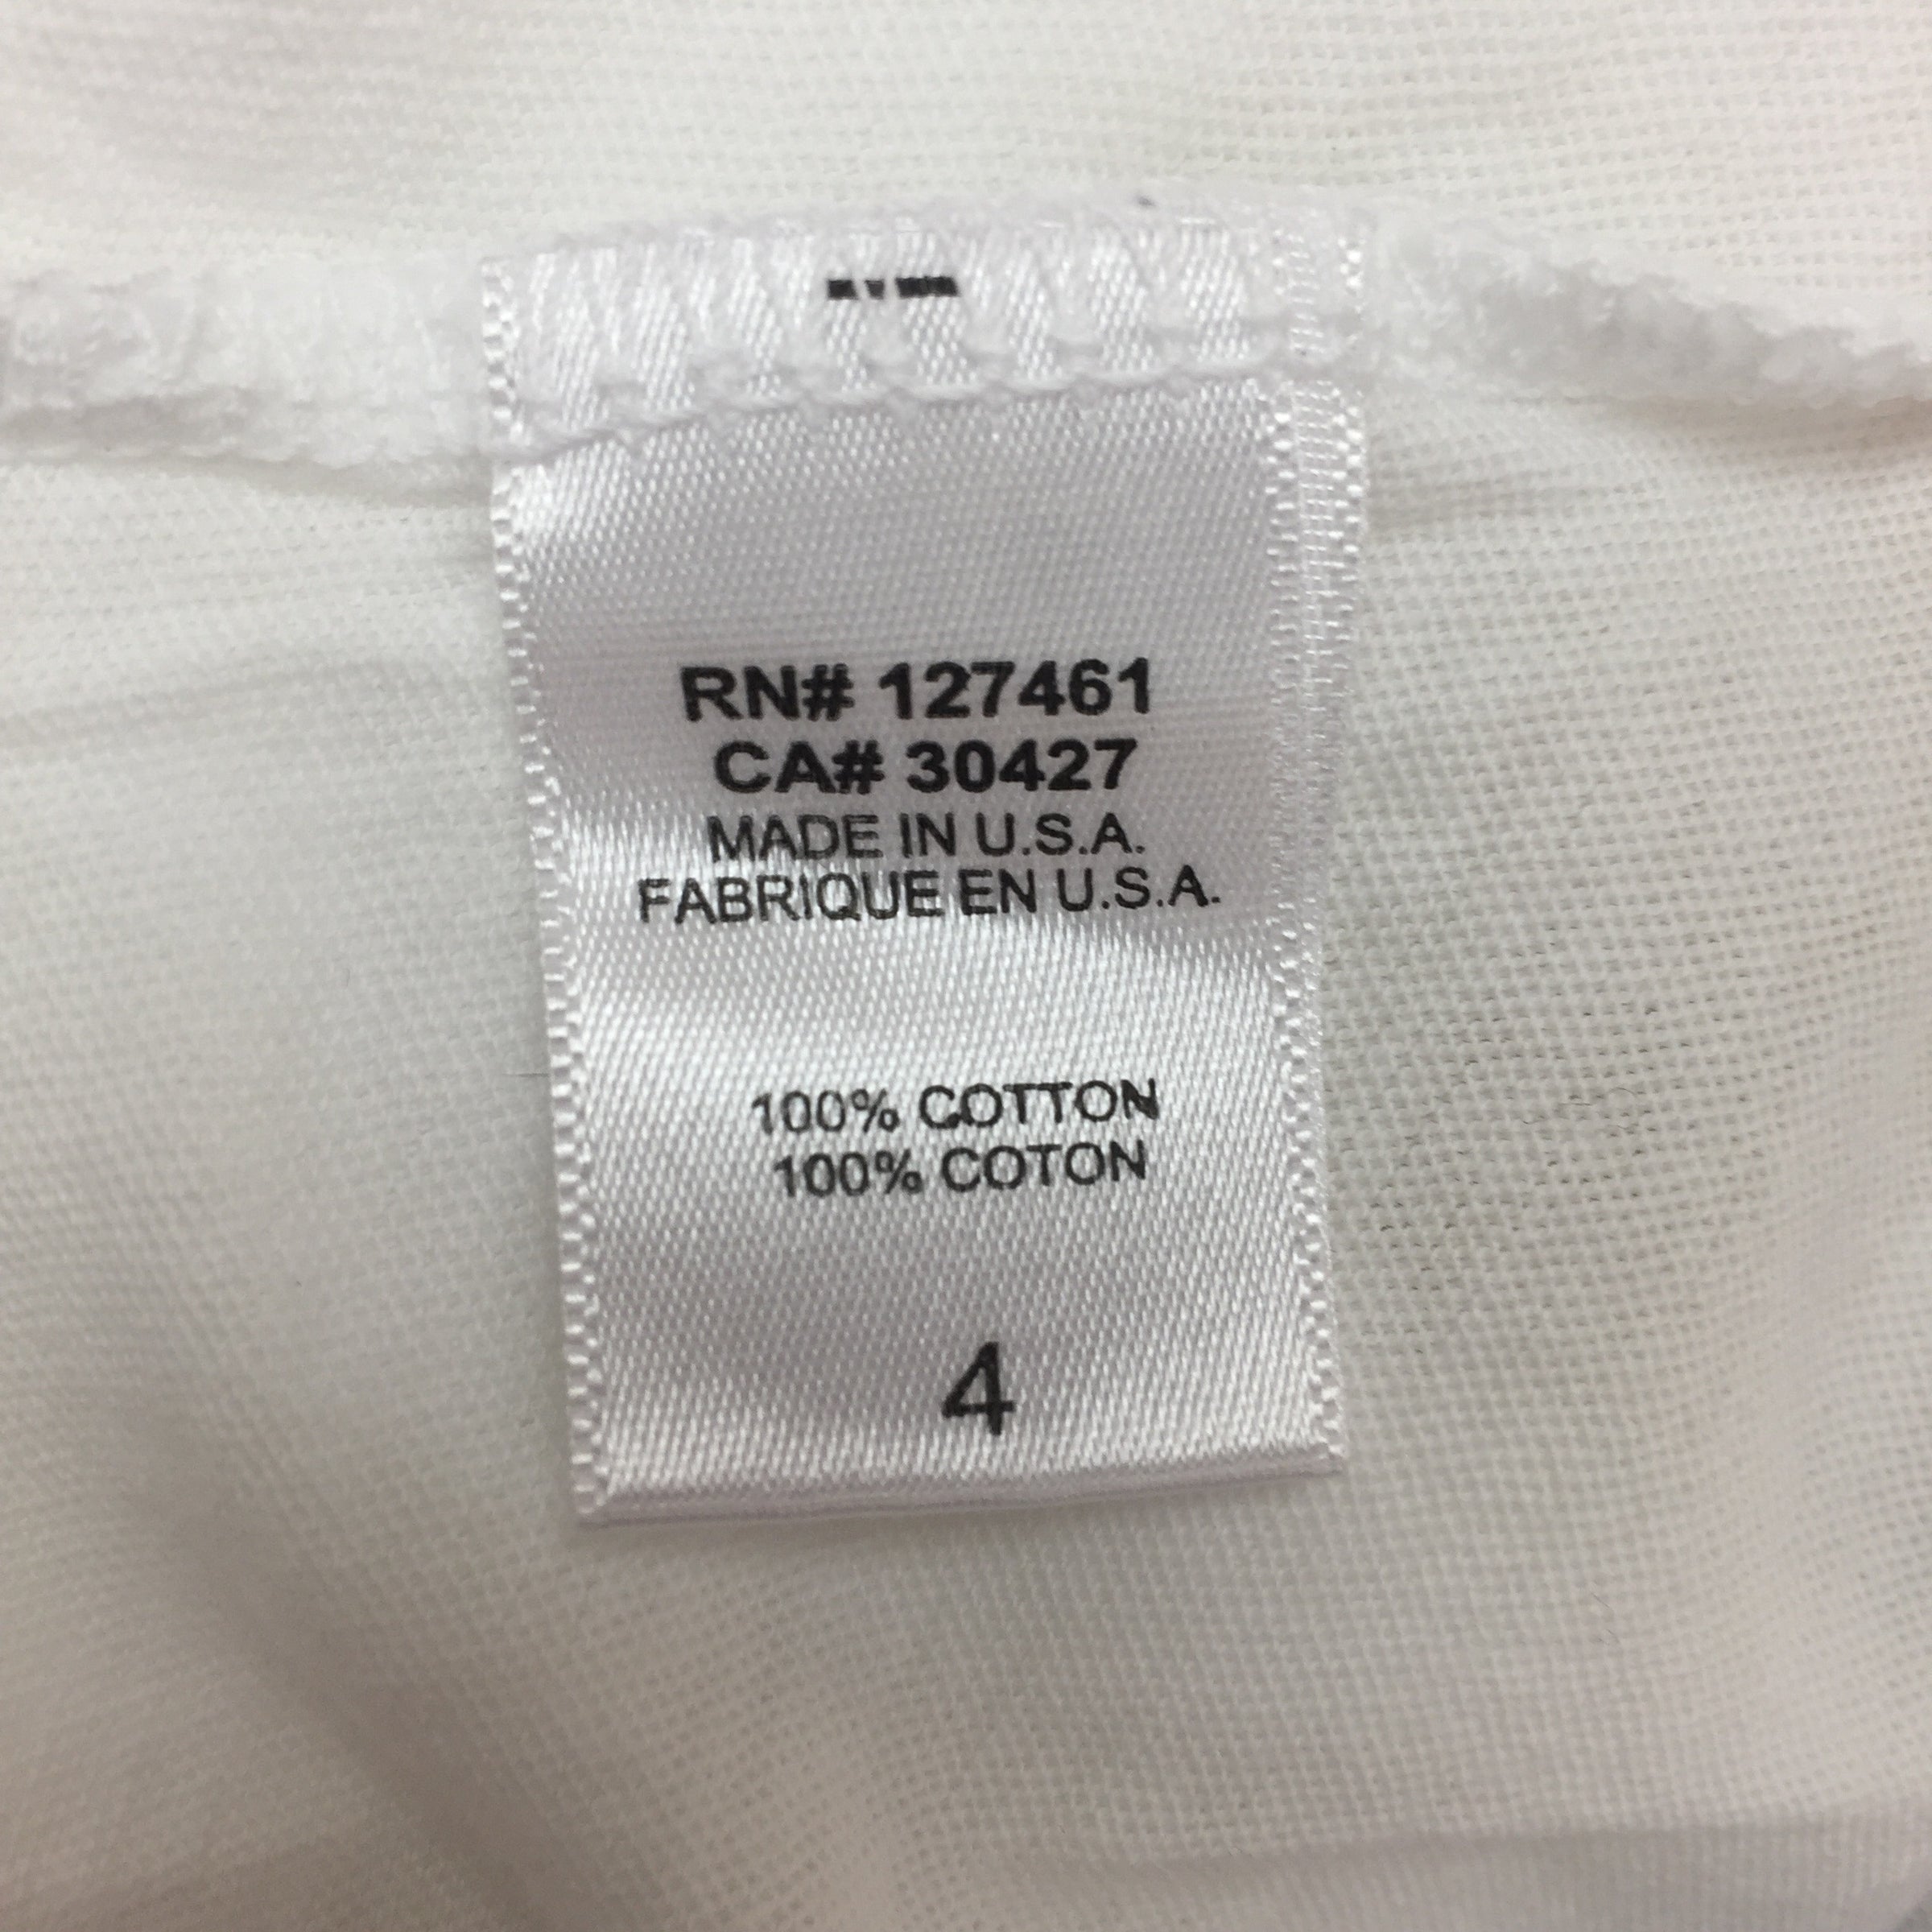 RN# 127461
CA# 30427
MADE IN U.S.A.
FABRIQUE EN U.S.A.
100% COTTON
100% COTON
4